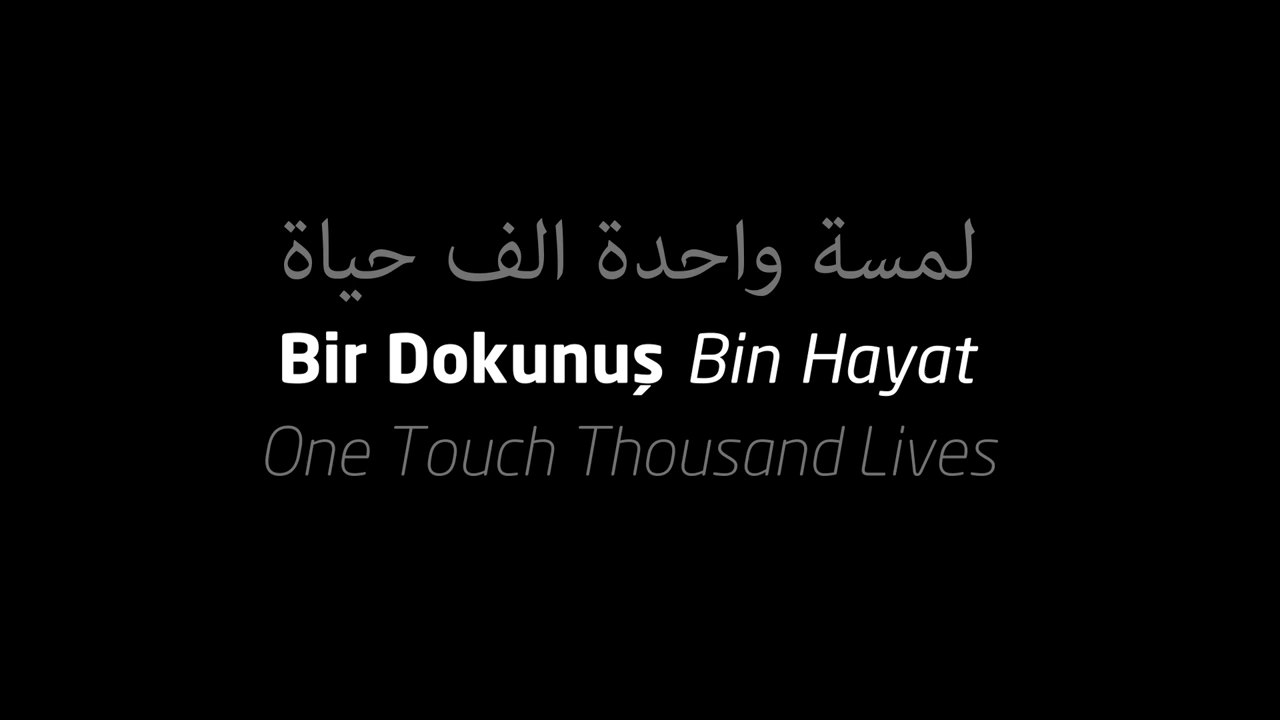 لمسة واحدة الف حياة
Bir Dokunuş Bin Hayat
One Touch Thousand Lives